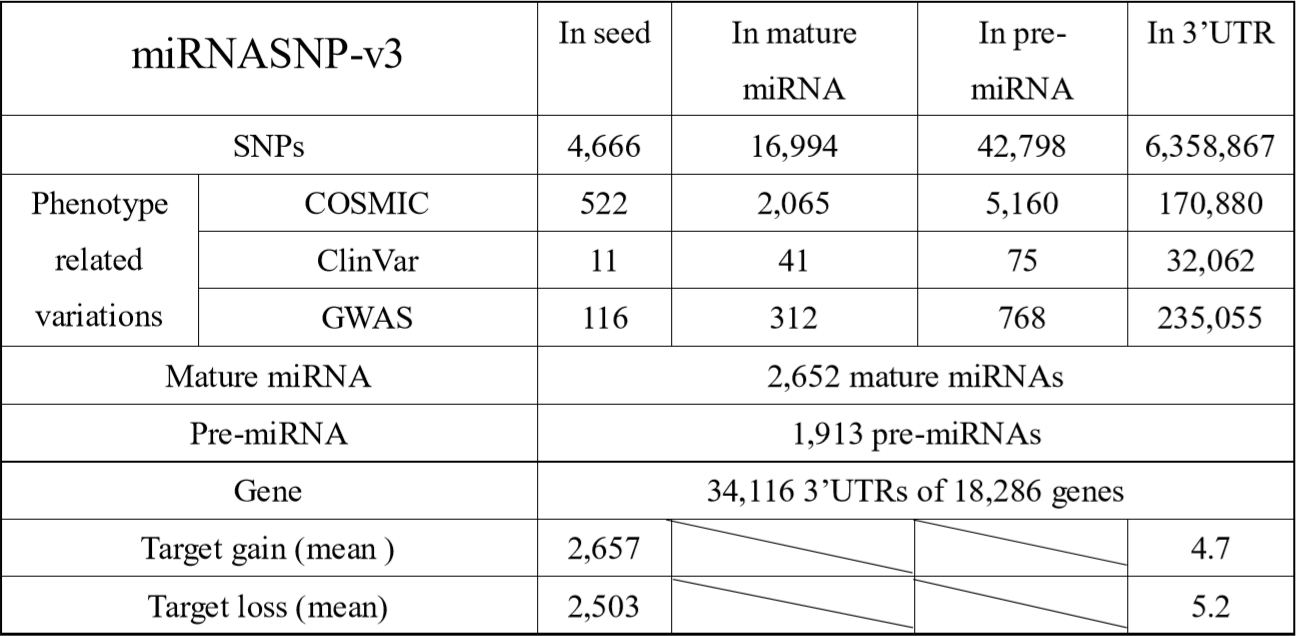 miRNASNP-v3 In seed In mature miRNA In pre-miRNA In 3’UTR
SNPs 4,666 16,994 42,798 6,358,867
Phenotype related variations COSMIC 522 2,065 5,160 170,880
ClinVar 11 41 75 32,062
GWAS 116 312 768 235,055
Mature miRNA 2,652 mature miRNAs
Pre-miRNA 1,913 pre-miRNAs
Gene 34,116 3’UTRs of 18,286 genes
Target gain (mean ) 2,657 4.7
Target loss (mean) 2,503 5.2